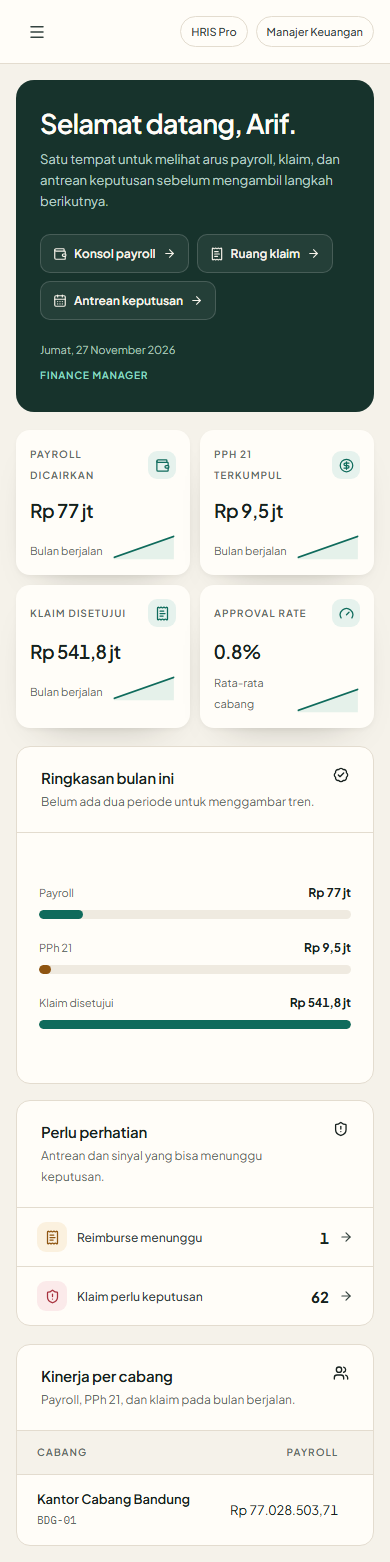 HRIS Pro
Manajer Keuangan
Selamat datang, Arif.
Satu tempat untuk melihat arus payroll, klaim, dan
antrean keputusan sebelum mengambil langkah
berikutnya.
Konsol payroll
Ruang klaim
Antrean keputusan
Jumat, 27 November 2026
FINANCE MANAGER
PAYROLL
DICAIRKAN
Rp 77 jt
Bulan berjalan
PPH 21
TERKUMPUL
Rp 9,5 jt
Bulan berjalan
KLAIM DISETUJUI
Rp 541,8 jt
Bulan berjalan
APPROVAL RATE
0.8%
Rata-rata
cabang
Ringkasan bulan ini
Belum ada dua periode untuk menggambar tren.
Payroll Rp 77 jt
PPh 21 Rp 9,5 jt
Klaim disetujui Rp 541,8 jt
Perlu perhatian
Antrean dan sinyal yang bisa menunggu
keputusan.
Reimburse menunggu 1
Klaim perlu keputusan 62
Kinerja per cabang
Payroll, PPh 21, dan klaim pada bulan berjalan.
CABANG PAYROLL
Kantor Cabang Bandung Rp 77.028.503,71
BDG-01